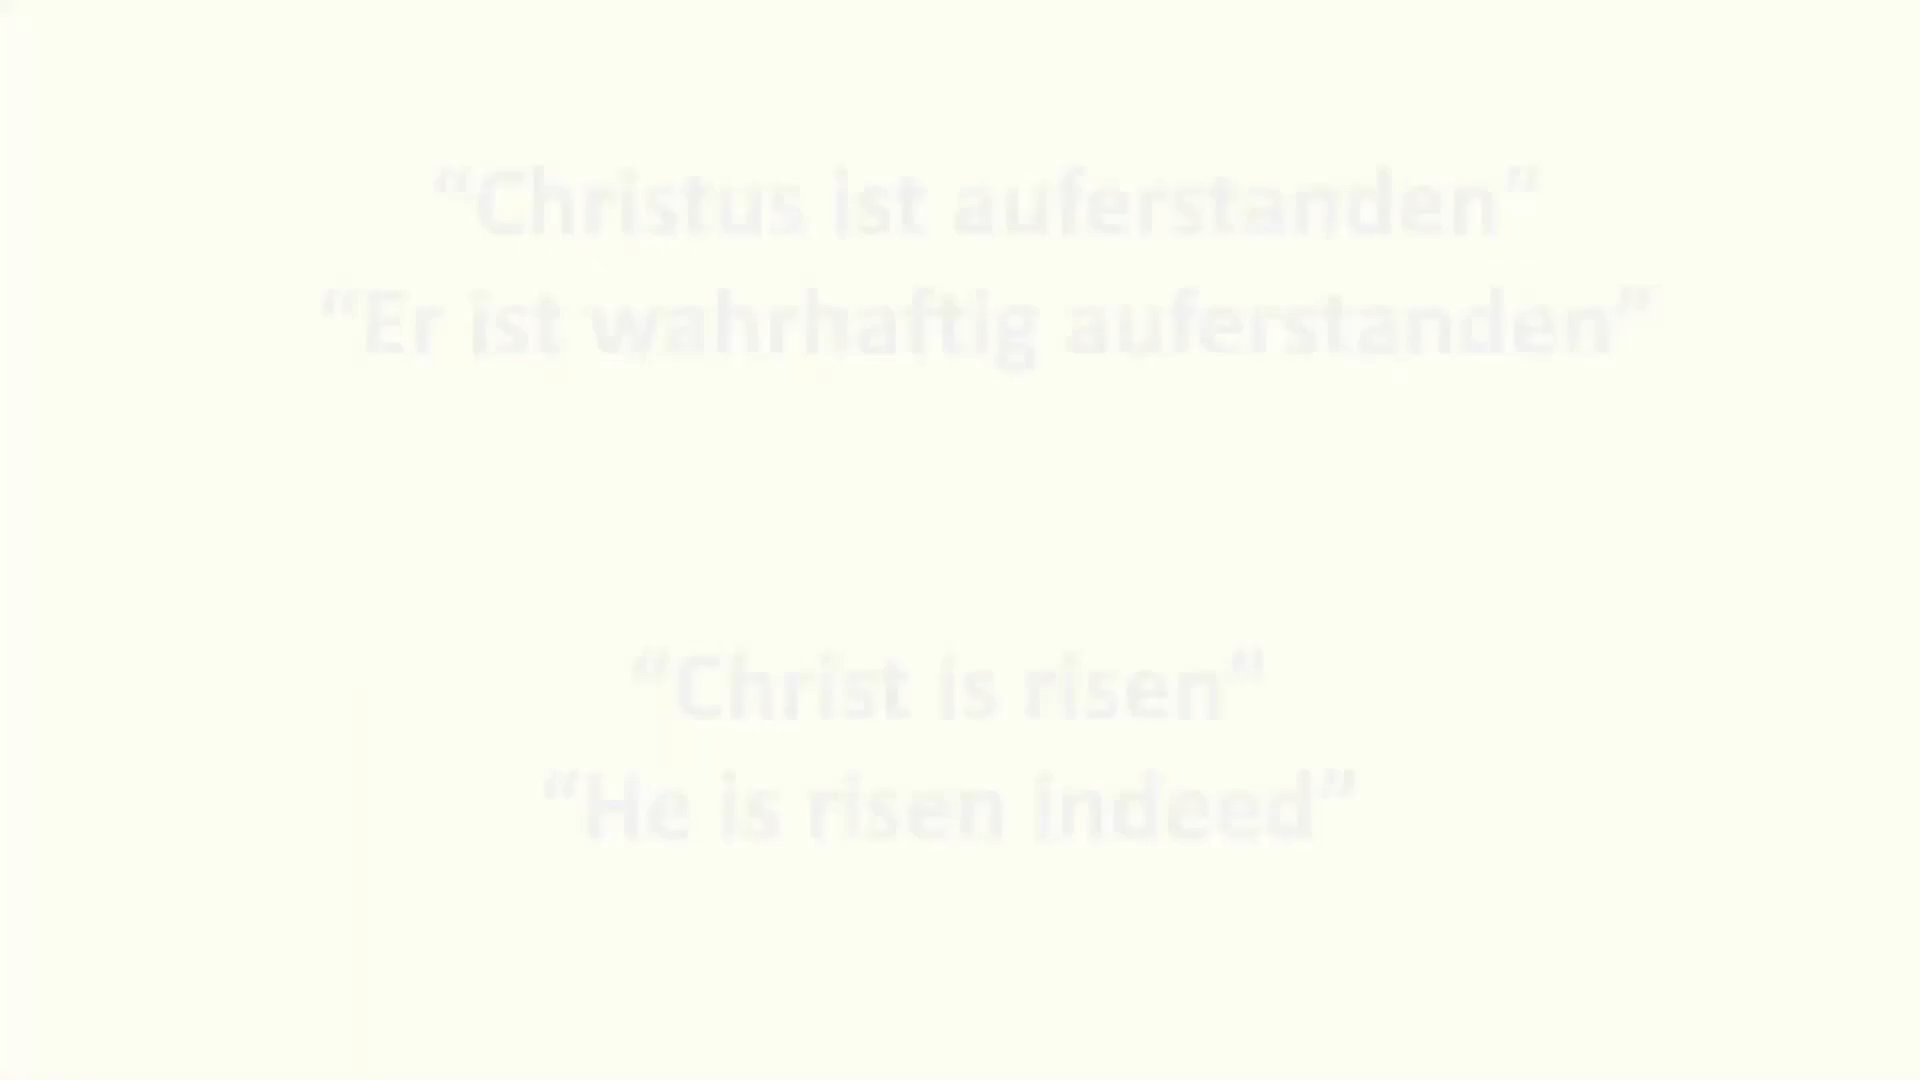 “Christus ist auferstanden”
“Er ist wahrhaftig auferstanden”
“Christ is risen”
“He is risen indeed”